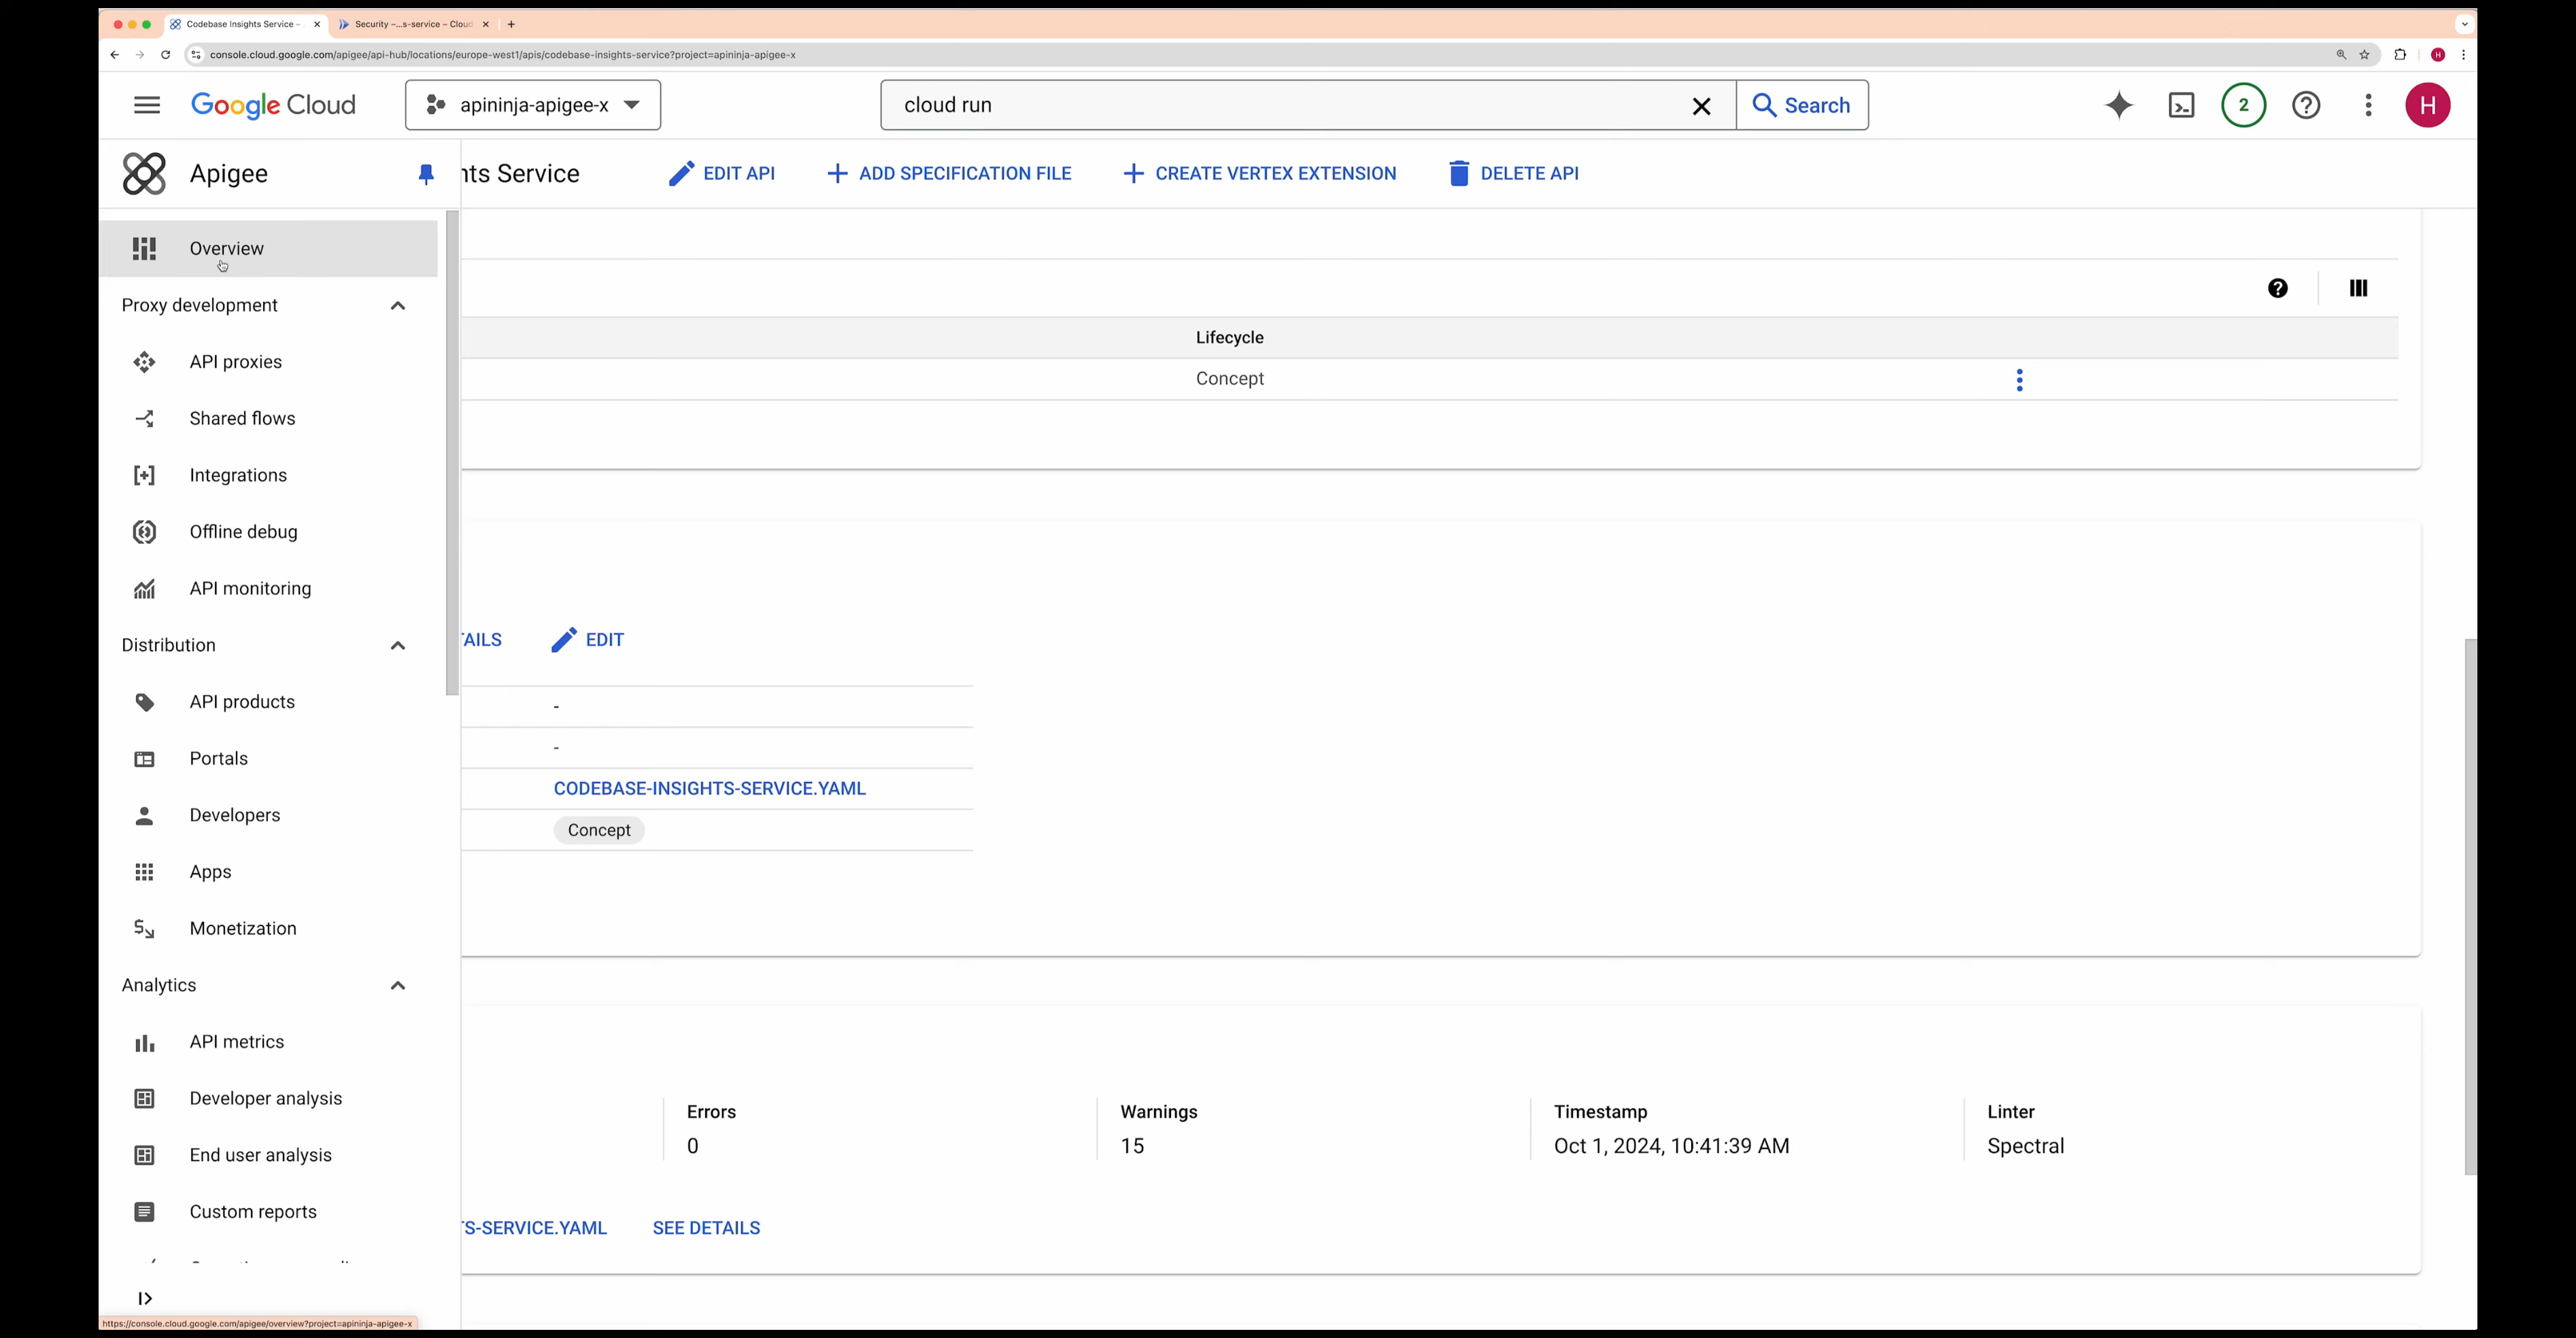 Codebase Insights Service –
Security –...s-service – Cloud
console.cloud.google.com/apigee/api-hub/locations/europe-west1/apis/codebase-insights-service?project=apininja-apigee-x
H
Google Cloud
apininja-apigee-x
cloud run
Search
2
H
Apigee
nts Service
EDIT API
ADD SPECIFICATION FILE
CREATE VERTEX EXTENSION
DELETE API
Overview
Proxy development
API proxies
Shared flows
Integrations
Offline debug
API monitoring
Distribution
API products
Portals
Developers
Apps
Monetization
Analytics
API metrics
Developer analysis
End user analysis
Custom reports
Lifecycle
Concept
TAILS
EDIT
-
-
CODEBASE-INSIGHTS-SERVICE.YAML
Concept
Errors
0
Warnings
15
Timestamp
Oct 1, 2024, 10:41:39 AM
Linter
Spectral
TS-SERVICE.YAML
SEE DETAILS
https://console.cloud.google.com/apigee/overview?project=apininja-apigee-x